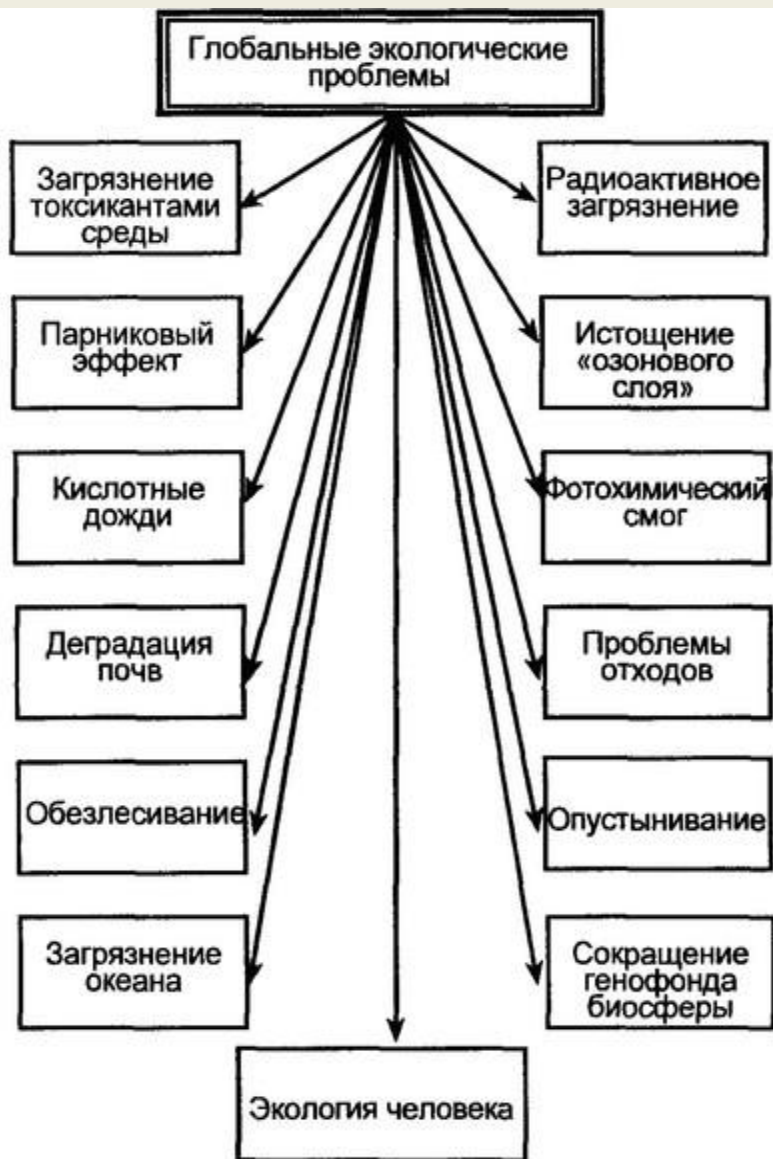 Глобальные экологические
проблемы
Загрязнение
токсикантами
среды
Радиоактивное
загрязнение
Парниковый
эффект
Истощение
«озонового
слоя»
Кислотные
дожди
Фотохимический
смог
Деградация
почв
Проблемы
отходов
Обезлесивание
Опустынивание
Загрязнение
океана
Сокращение
генофонда
биосферы
Экология человека